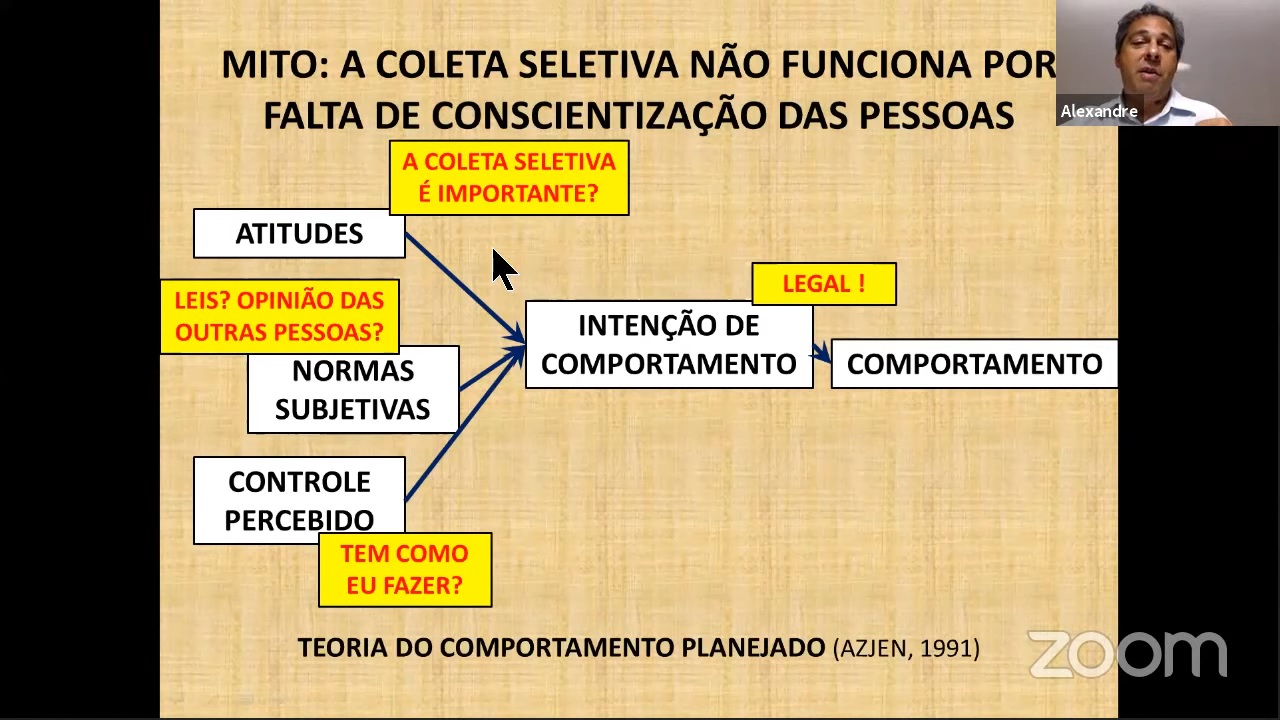 MITO: A COLETA SELETIVA NÃO FUNCIONA POR
FALTA DE CONSCIENTIZAÇÃO DAS PESSOAS
Alexandre
A COLETA SELETIVA
É IMPORTANTE?
ATITUDES
LEIS? OPINIÃO DAS
OUTRAS PESSOAS?
NORMAS
SUBJETIVAS
CONTROLE
PERCEBIDO
TEM COMO
EU FAZER?
LEGAL !
INTENÇÃO DE
COMPORTAMENTO
COMPORTAMENTO
TEORIA DO COMPORTAMENTO PLANEJADO (AZJEN, 1991)
zoom